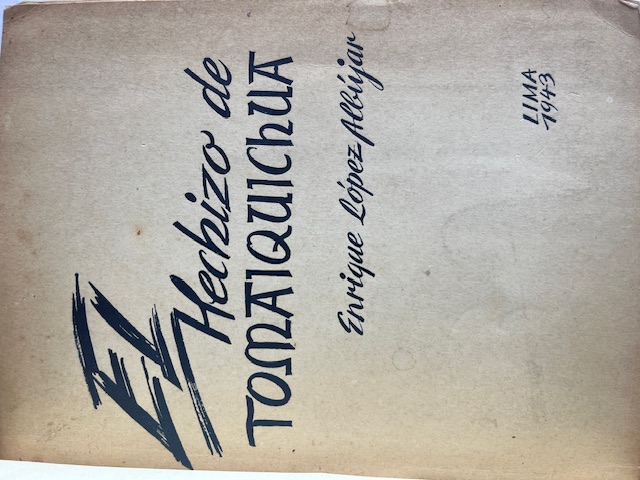 El
Hechizo de
TOMAIQUIChUA
Enrique López Albújar
LIMA
1943